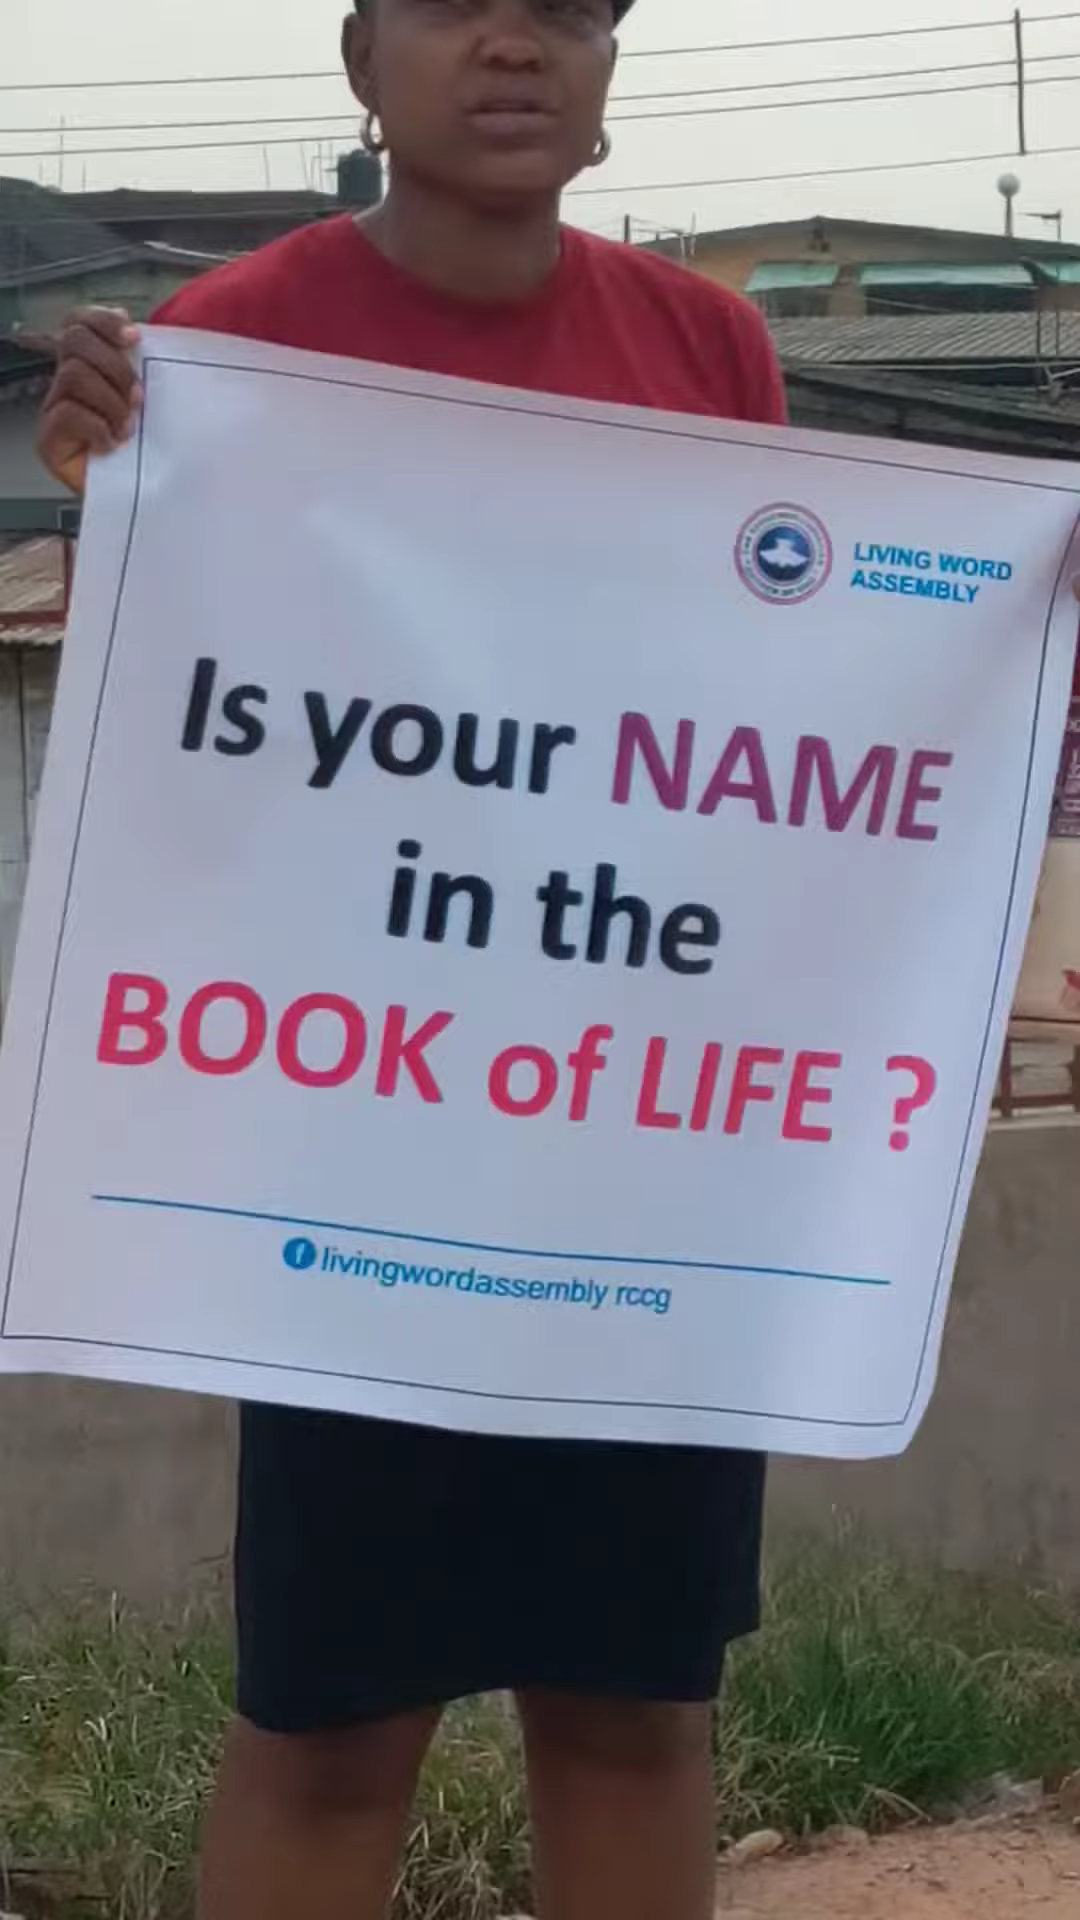 LIVING WORD
ASSEMBLY
Is your NAME
in the
BOOK of LIFE ?
livingwordassembly rccg